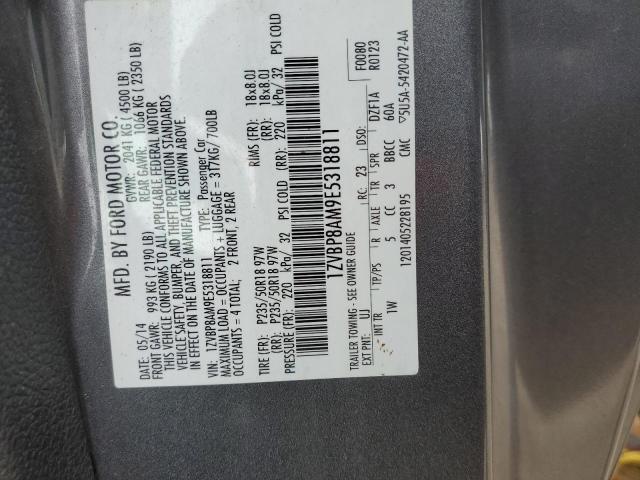 MFD. BY FORD MOTOR CO.
DATE: 05/14 GVWR: 2041 KG ( 4500 LB)
FRONT GAWR: 993 KG ( 2190 LB) REAR GAWR: 1066 KG ( 2350 LB)
THIS VEHICLE CONFORMS TO ALL APPLICABLE FEDERAL MOTOR
VEHICLE SAFETY, BUMPER, AND THEFT PREVENTION STANDARDS
IN EFFECT ON THE DATE OF MANUFACTURE SHOWN ABOVE.
VIN: 1ZVBP8AM9E5318811 TYPE: Passenger Car
MAXIMUM LOAD = OCCUPANTS + LUGGAGE = 317KG/700LB
OCCUPANTS = 4 TOTAL; 2 FRONT, 2 REAR
TIRE (FR): P235/50R18 97W RIMS (FR): 18x8.0J
(RR): P235/50R18 97W (RR): 18x8.0J
PRESSURE (FR): 220 kPa/ 32 PSI COLD (RR): 220 kPa/ 32 PSI COLD
1ZVBP8AM9E5318811
TRAILER TOWING - SEE OWNER GUIDE F0080
EXT PNT: UJ RC: 23 DSO: R0123
INT TR TP/PS R AXLE TR SPR DZF1A
1W 5 CC 3 BBCC 60A
1201405228195 CMC 5U5A-5420472-AA